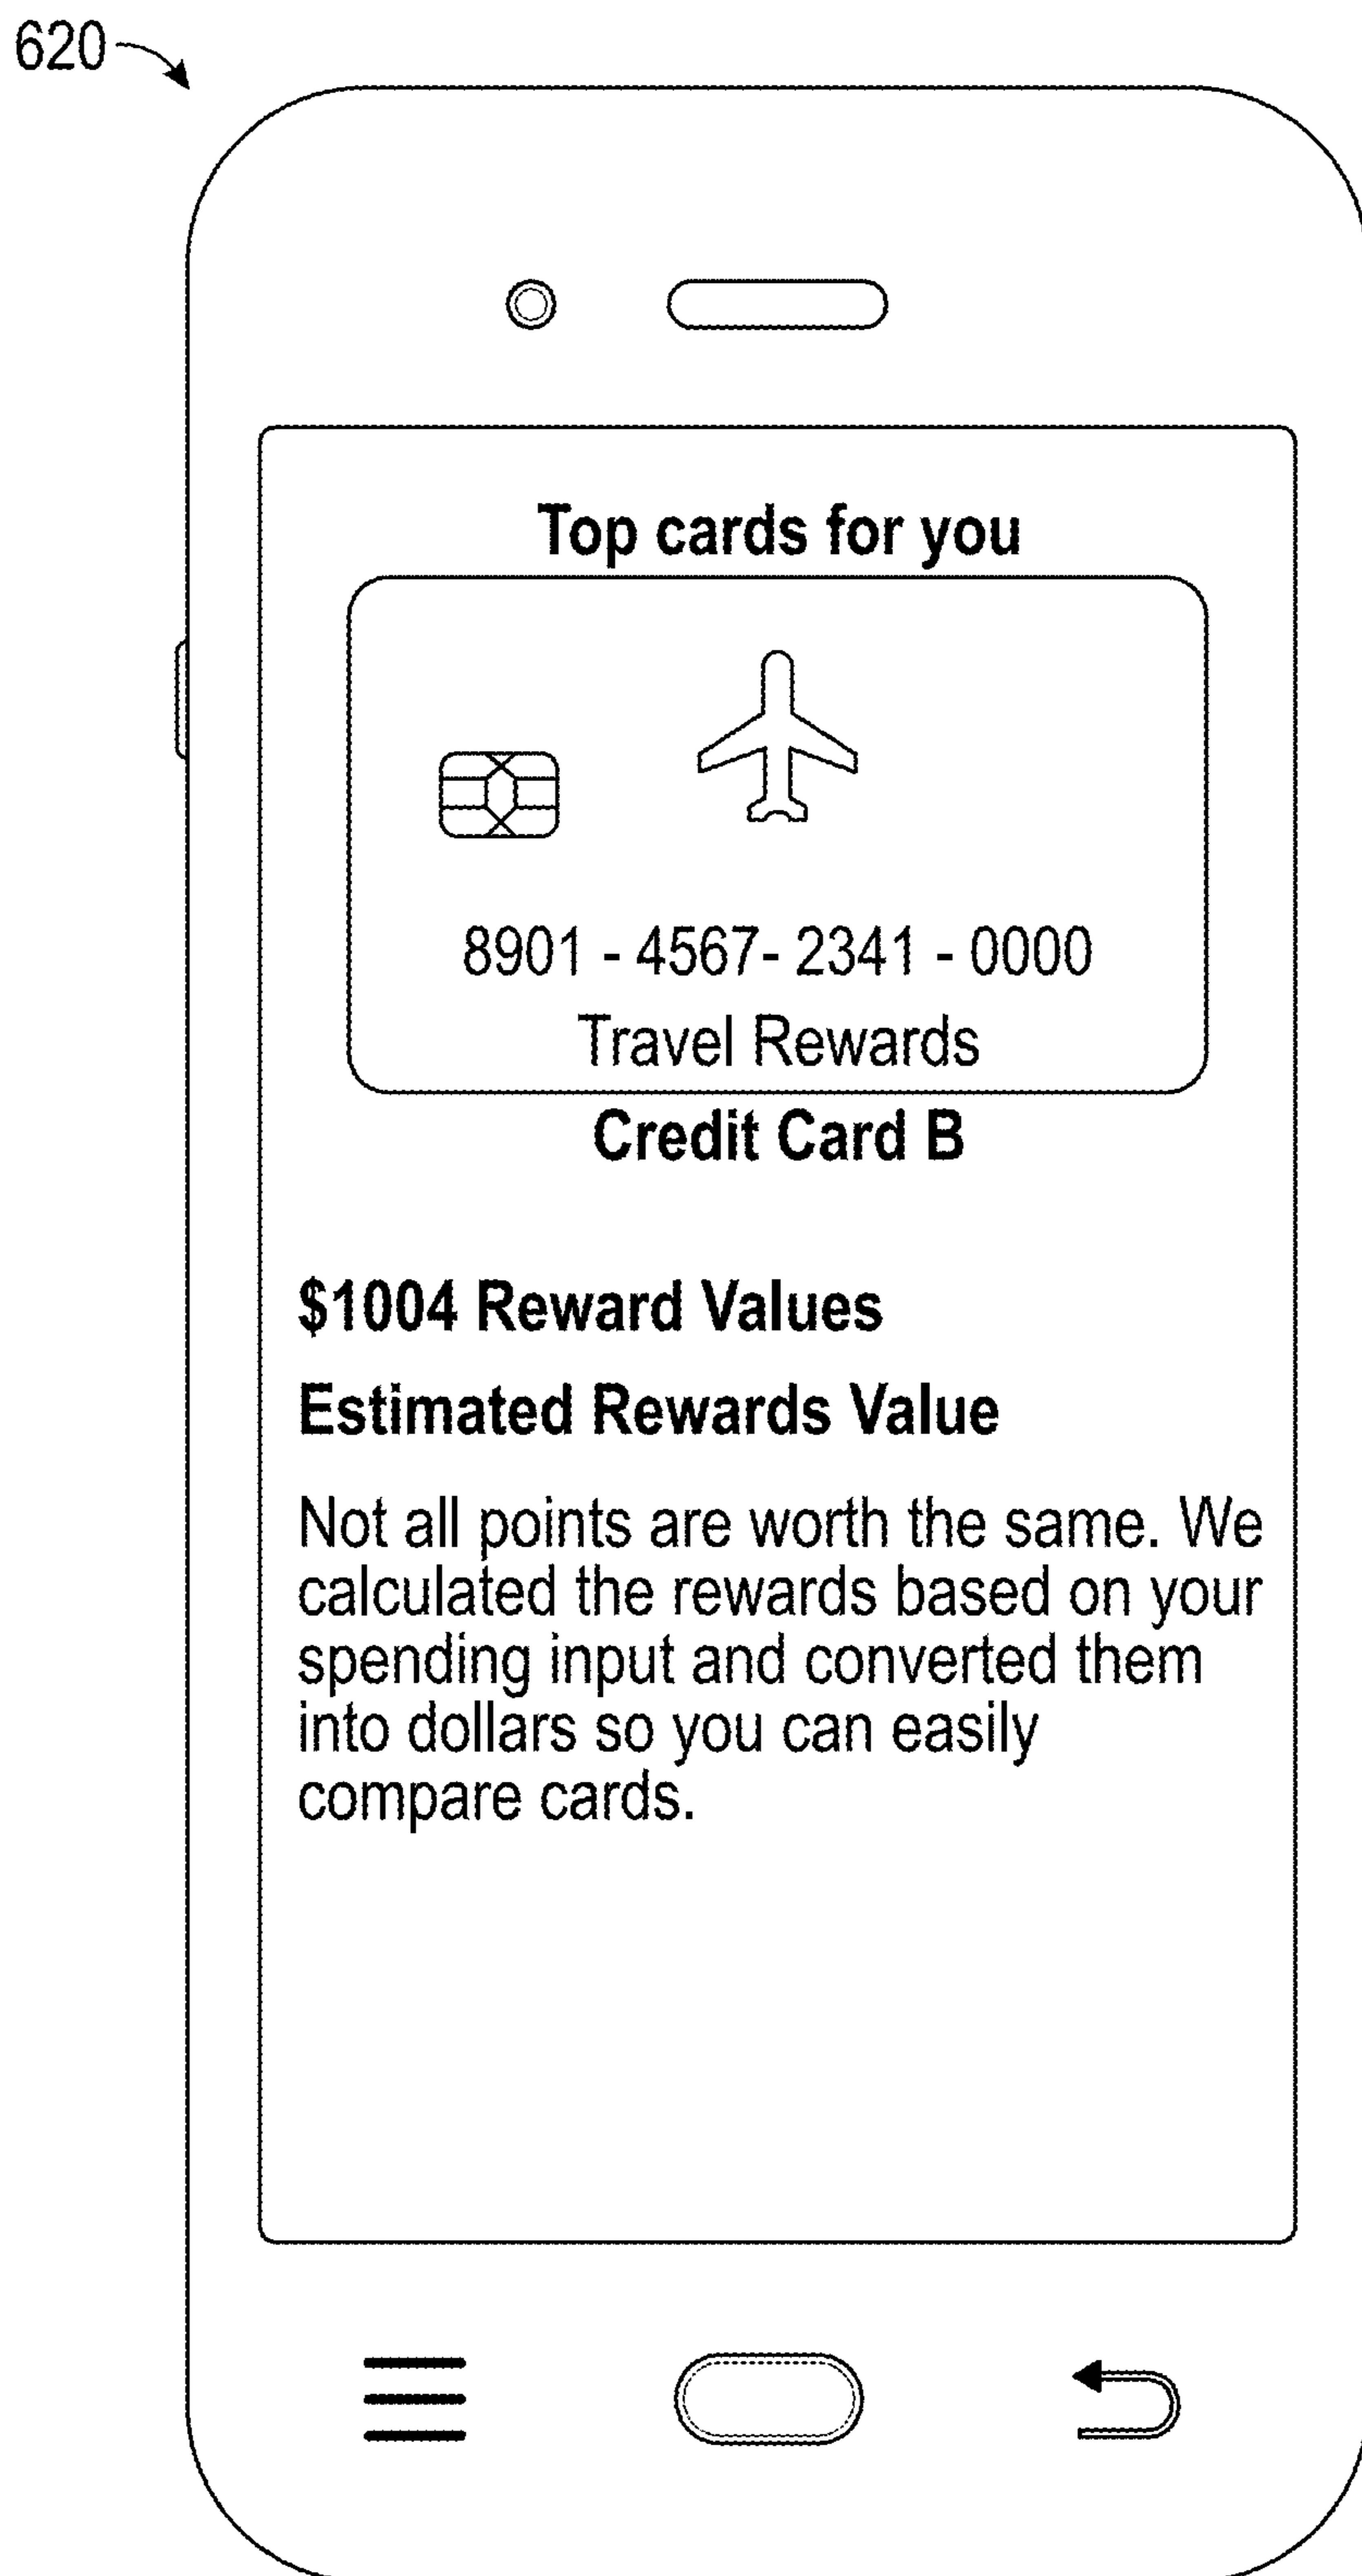 620
Top cards for you
8901 - 4567- 2341 - 0000
Travel Rewards
Credit Card B
$1004 Reward Values
Estimated Rewards Value
Not all points are worth the same. We
calculated the rewards based on your
spending input and converted them
into dollars so you can easily
compare cards.